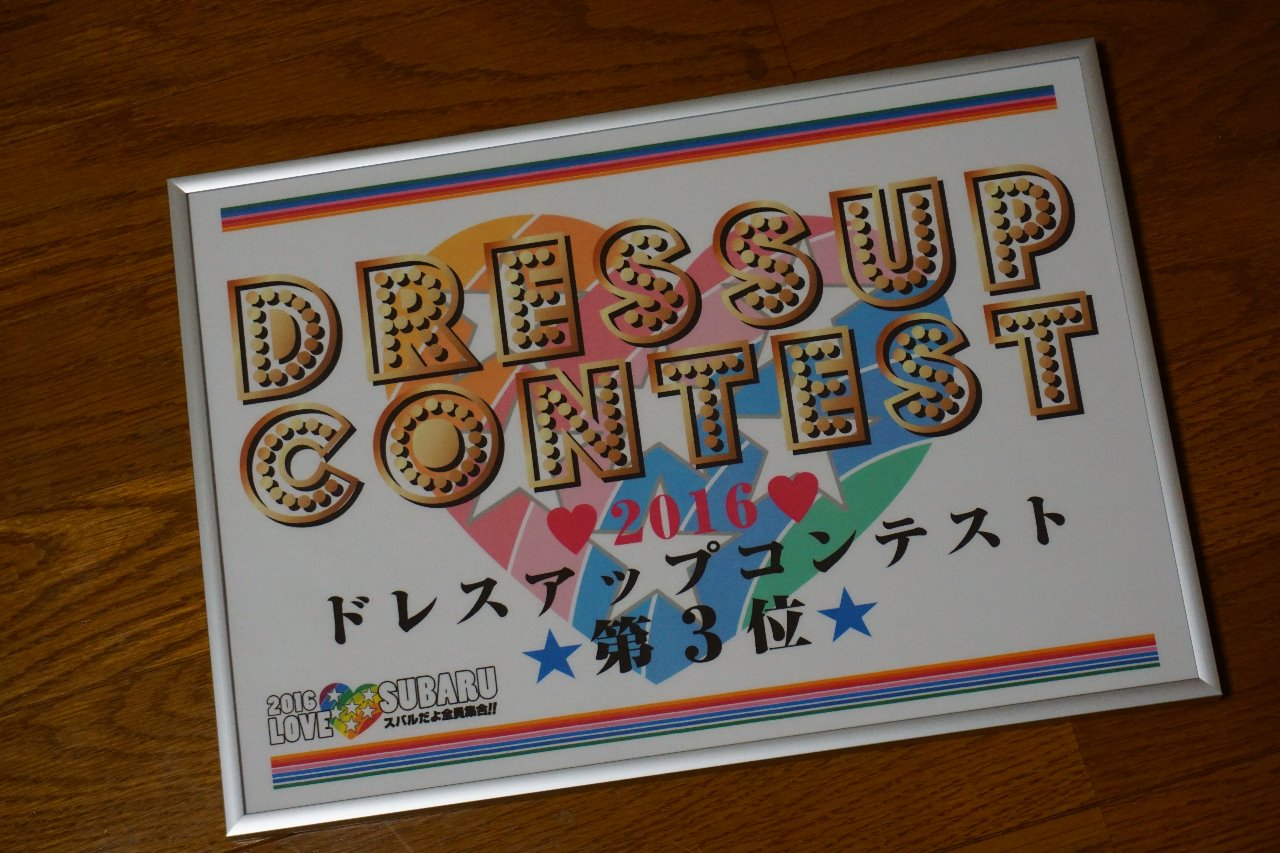 DRESSUP
CONTEST
♥2016♥
ドレスアップコンテスト
★第3位★
2016 SUBARU
LOVE スバルだよ全員集合!!